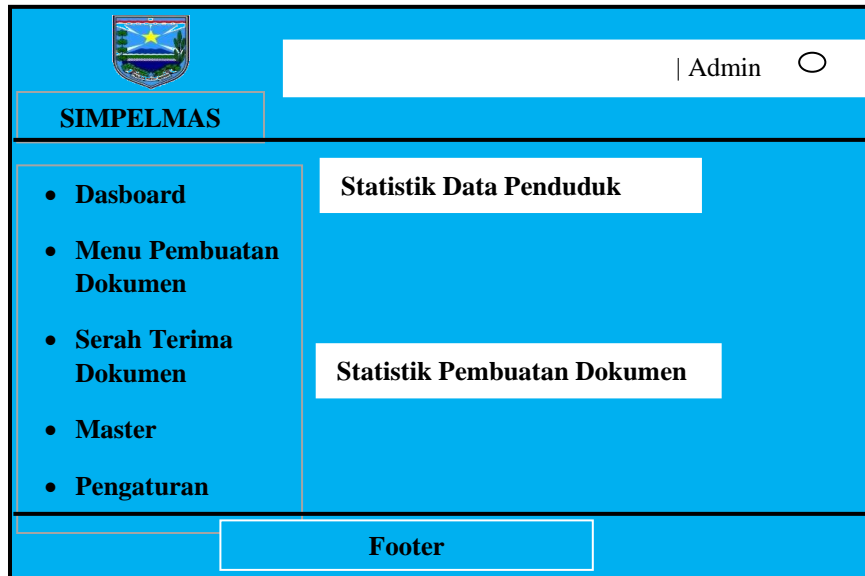 | Admin
SIMPELMAS
• Dasboard
• Menu Pembuatan
Dokumen
• Serah Terima
Dokumen
• Master
• Pengaturan
Statistik Data Penduduk
Statistik Pembuatan Dokumen
Footer